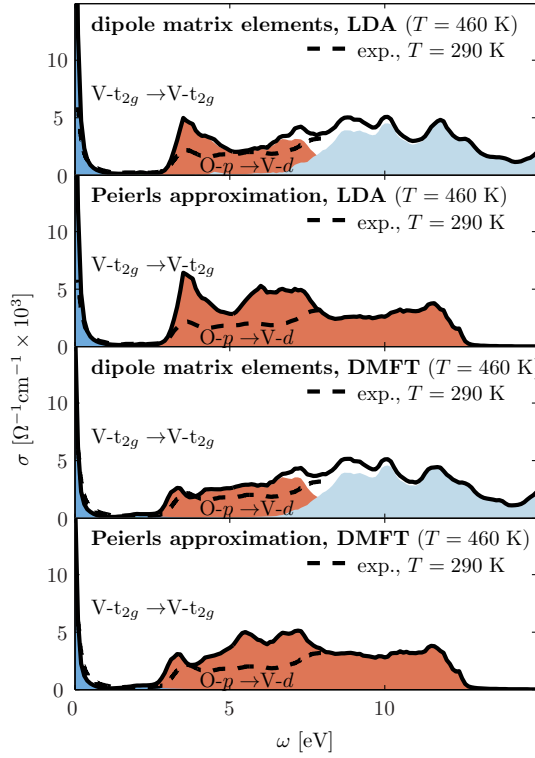 dipole matrix elements, LDA (T = 460 K)
exp., T = 290 K
V-t₂g →V-t₂g
O-p →V-d
10
5
0
Peierls approximation, LDA (T = 460 K)
exp., T = 290 K
V-t₂g →V-t₂g
O-p →V-d
10
5
0
dipole matrix elements, DMFT (T = 460 K)
exp., T = 290 K
V-t₂g →V-t₂g
O-p →V-d
10
5
0
Peierls approximation, DMFT (T = 460 K)
exp., T = 290 K
V-t₂g →V-t₂g
O-p →V-d
10
5
0
0 5 10
ω [eV]
σ [Ω⁻¹cm⁻¹ × 10³]